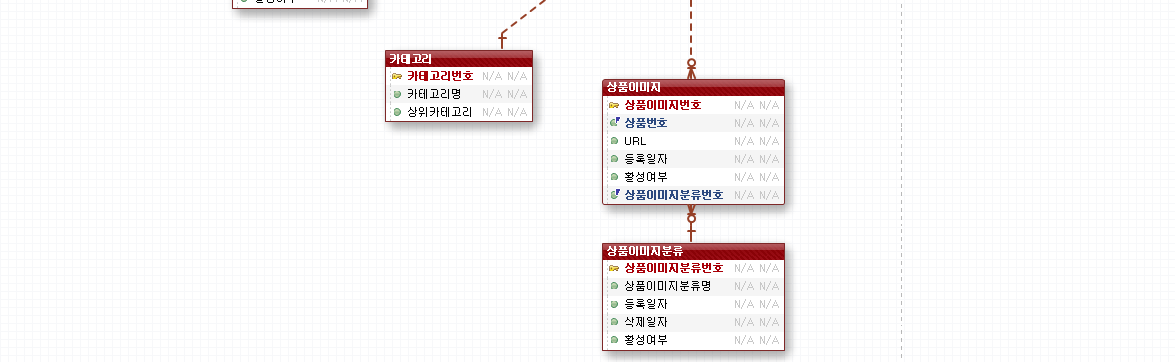 N/A N/A
카테고리
카테고리번호 N/A N/A
카테고리명 N/A N/A
상위카테고리 N/A N/A
상품이미지
상품이미지번호 N/A N/A
상품번호 N/A N/A
URL N/A N/A
등록일자 N/A N/A
활성여부 N/A N/A
상품이미지분류번호 N/A N/A
상품이미지분류
상품이미지분류번호 N/A N/A
상품이미지분류명 N/A N/A
등록일자 N/A N/A
삭제일자 N/A N/A
활성여부 N/A N/A